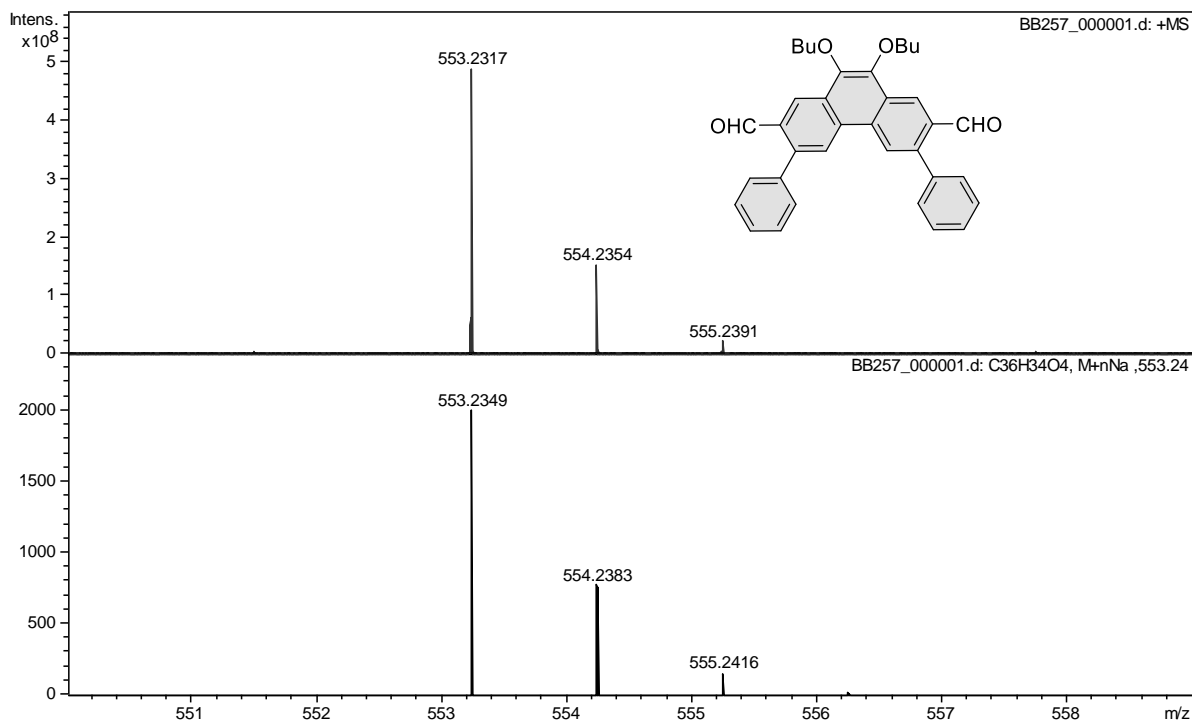 Intens.
x10⁸
BB257_000001.d: +MS
5
4
3
2
1
0
553.2317
554.2354
555.2391
BuO
OBu
OHC
CHO
BB257_000001.d: C36H34O4, M+nNa ,553.24
2000
1500
1000
500
0
553.2349
554.2383
555.2416
551
552
553
554
555
556
557
558
m/z